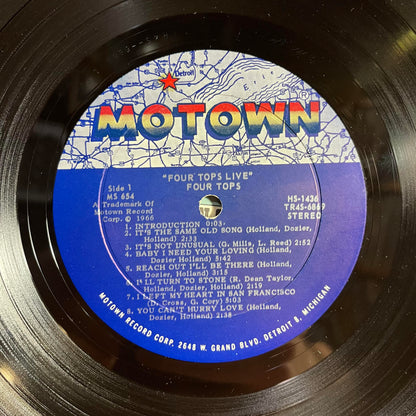 Detroit
MOTOWN®
"FOUR TOPS LIVE"
FOUR TOPS
Side 1
MS 654
A Trademark Of
Motown Record
Corp. © 1966
HS-1436
TR4S-6869
STEREO
1. INTRODUCTION 0:03
2. IT'S THE SAME OLD SONG (Holland, Dozier,
Holland) 2:33
3. IT'S NOT UNUSUAL (G. Mills, L. Reed) 2:52
4. BABY I NEED YOUR LOVING (Holland,
Dozier Holland) 5:42
5. REACH OUT I'LL BE THERE (Holland,
Dozier, Holland) 3:15
6. I'LL TURN TO STONE (R. Dean Taylor,
Holland, Dozier, Holland) 2:19
7. I LEFT MY HEART IN SAN FRANCISCO
(D. Cross, G. Cory) 5:03
8. YOU CAN'T HURRY LOVE (Holland,
Dozier, Holland) 2:38
MOTOWN RECORD CORP. 2648 W. GRAND BLVD. DETROIT 8, MICHIGAN